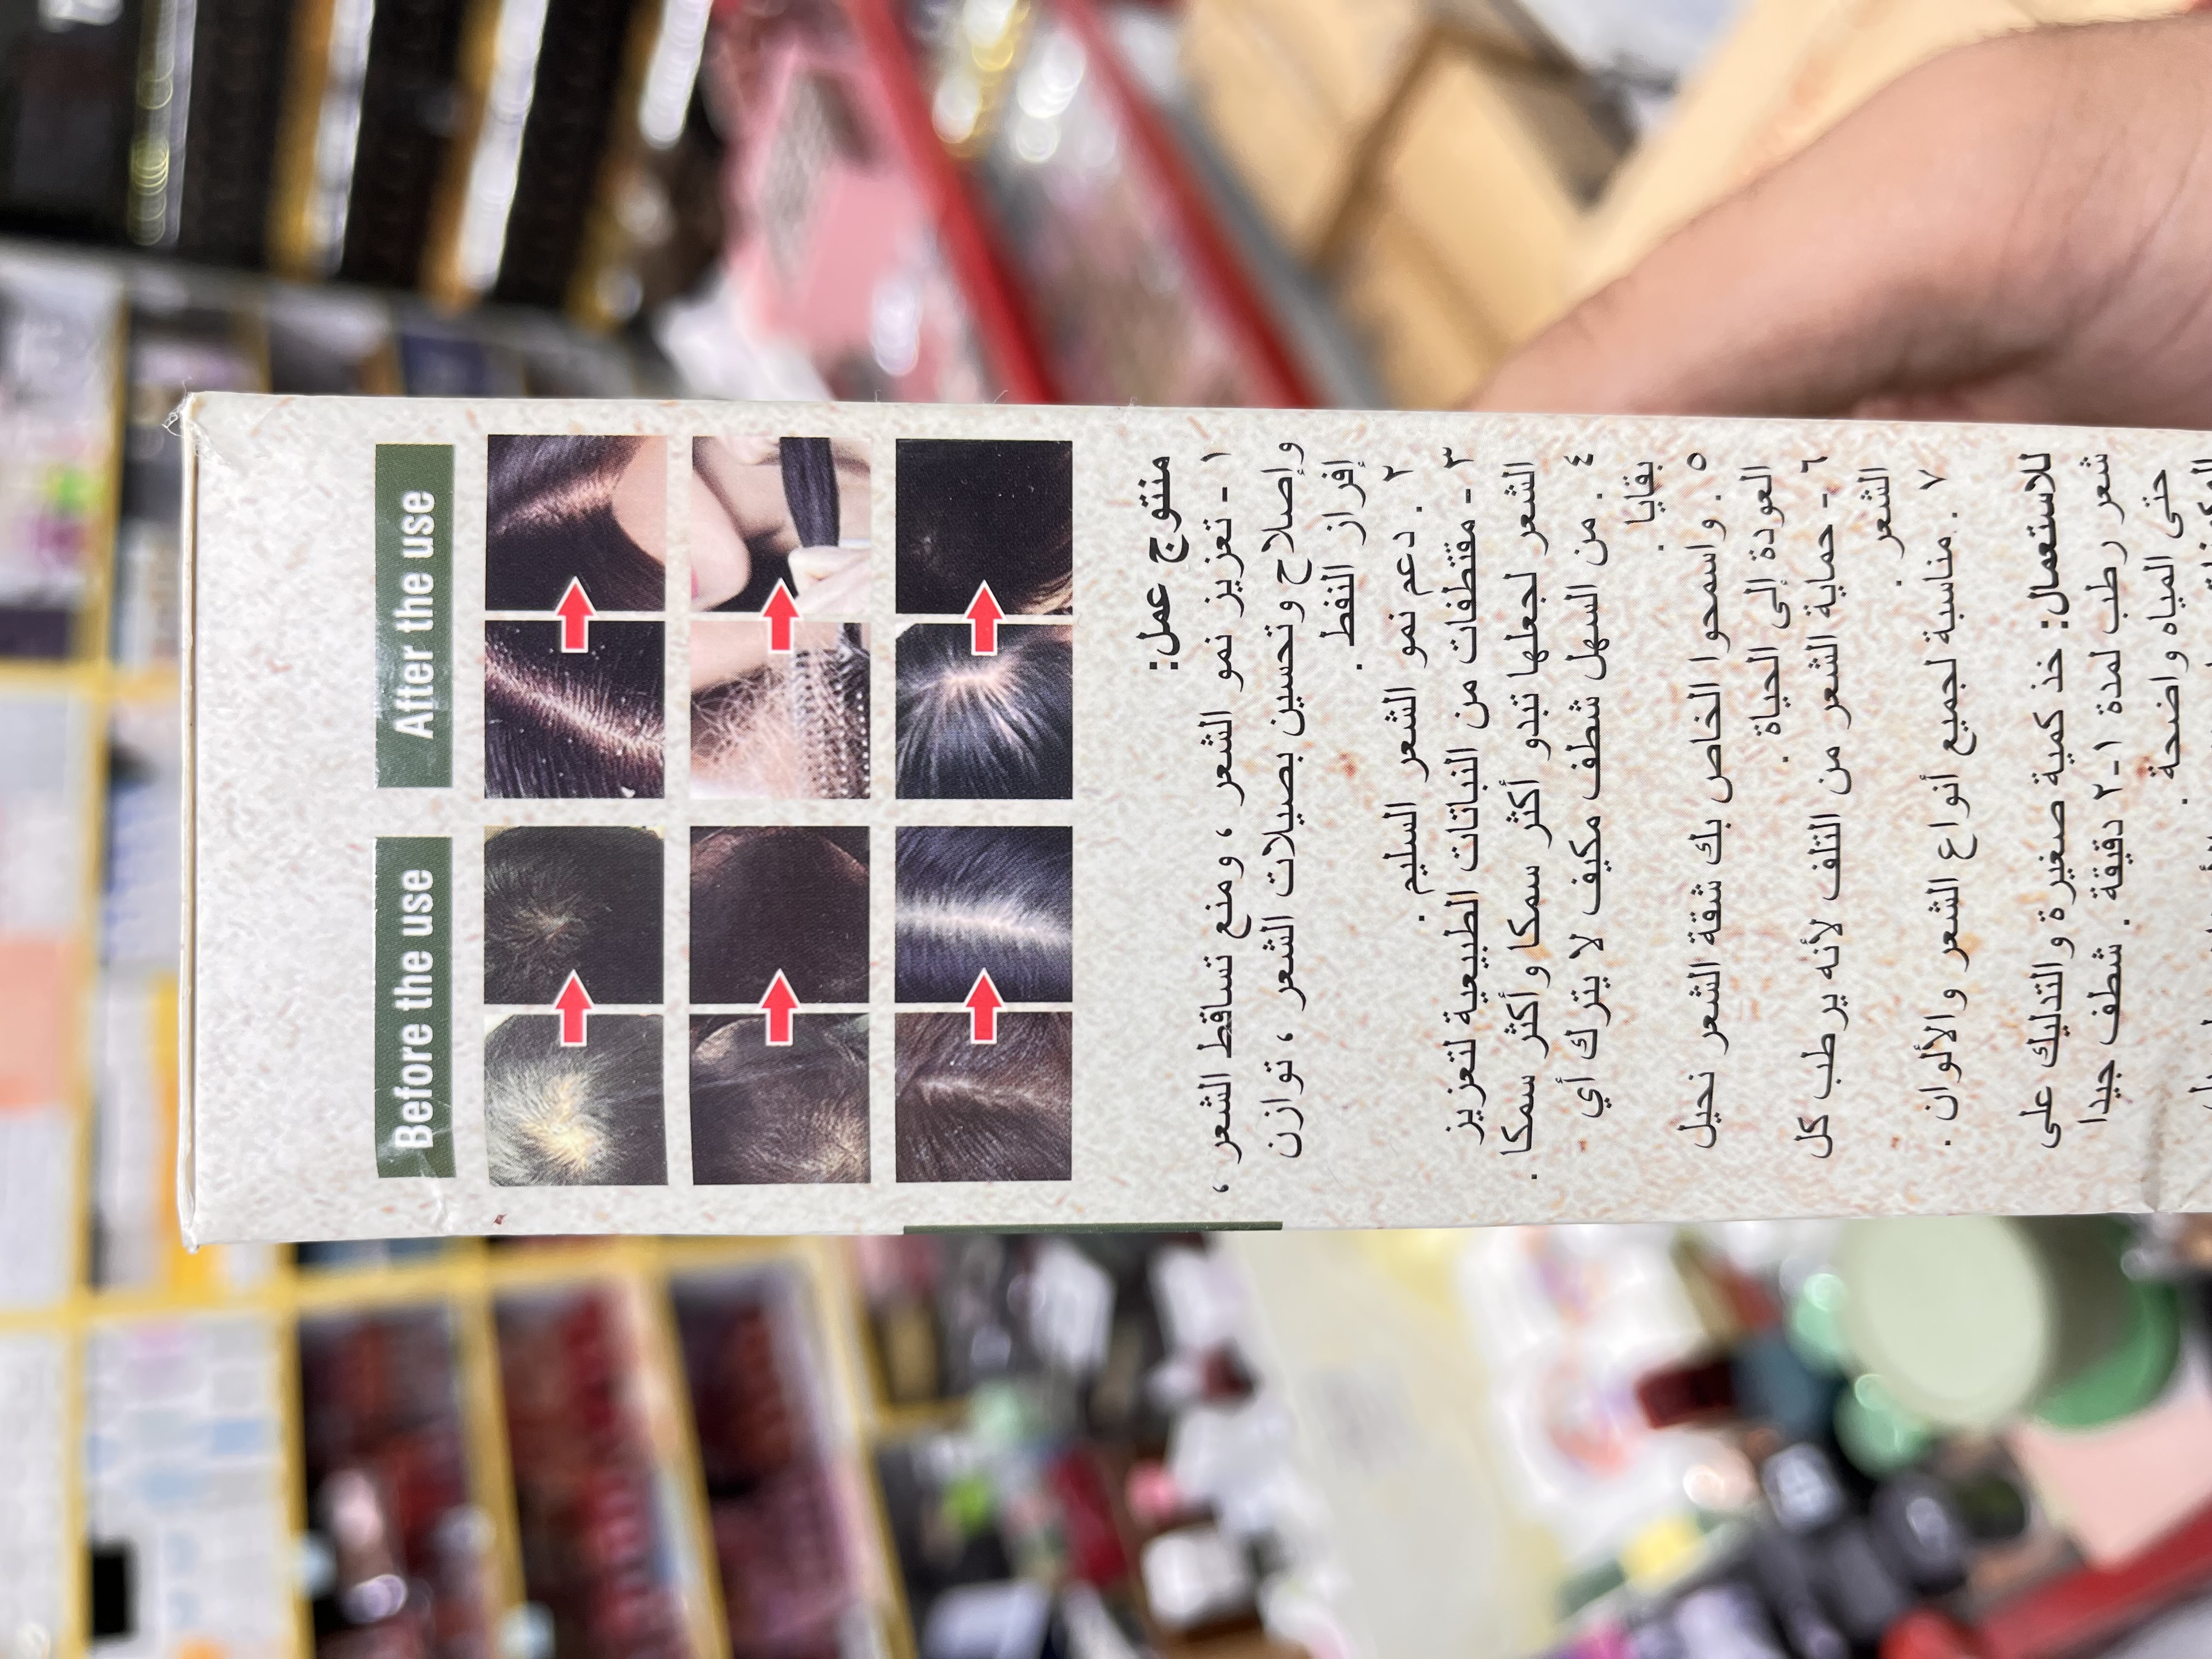 Before the use
After the use
منتوج عمل:
١ - تعزيز نمو الشعر ، ومنع تساقط الشعر ،
وإصلاح وتحسين بصيلات الشعر ، توازن
إفراز النفط .
٢ . دعم نمو الشعر السليم .
٣ - مقتطفات من النباتات الطبيعية لتعزيز
الشعر لجعلها تبدو أكثر سمكا وأكثر سمكا .
٤ . من السهل شطف مكيف لا يترك أي
بقايا .
٥ . واسمحوا الخاص بك شقة الشعر نحيل
العودة إلى الحياة .
٦ - حماية الشعر من التلف لأنه يرطب كل
الشعر .
٧ . مناسبة لجميع أنواع الشعر والألوان .
للاستعمال: خذ كمية صغيرة والتدليك على
شعر رطب لمدة ١-٢ دقيقة . شطف جيدا
حتى المياه واضحة .